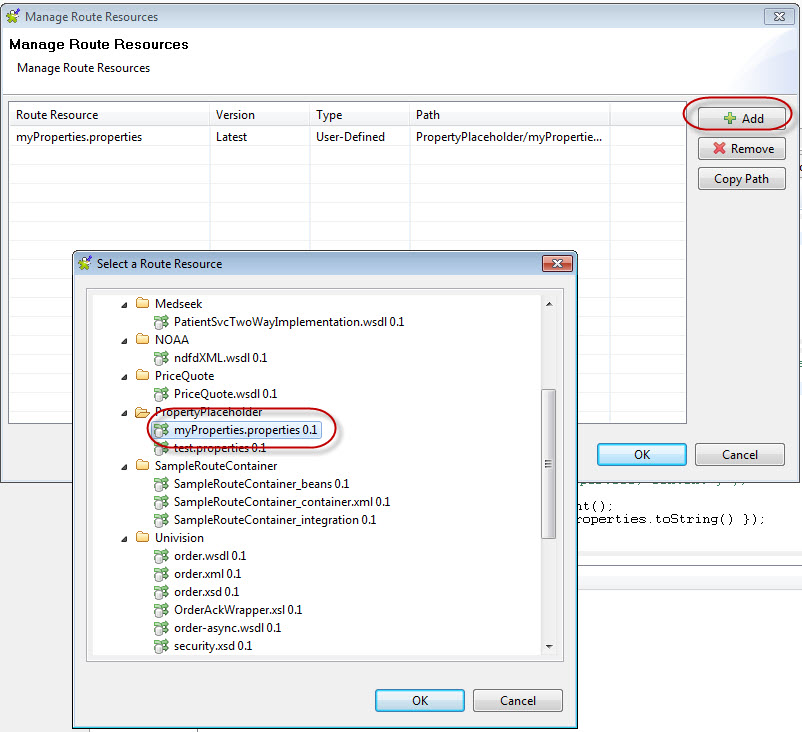 Manage Route Resources
Manage Route Resources
Manage Route Resources
Route Resource Version Type Path
myProperties.properties Latest User-Defined PropertyPlaceholder/myPropertie...
Add
Remove
Copy Path
Select a Route Resource
Medseek
PatientSvcTwoWayImplementation.wsdl 0.1
NOAA
ndfdXML.wsdl 0.1
PriceQuote
PriceQuote.wsdl 0.1
PropertyPlaceholder
myProperties.properties 0.1
test.properties 0.1
SampleRouteContainer
SampleRouteContainer_beans 0.1
SampleRouteContainer_container.xml 0.1
SampleRouteContainer_integration 0.1
Univision
order.wsdl 0.1
order.xml 0.1
order.xsd 0.1
OrderAckWrapper.xsl 0.1
order-async.wsdl 0.1
security.xsd 0.1
OK Cancel
OK Cancel
nt();
roperties.toString() });